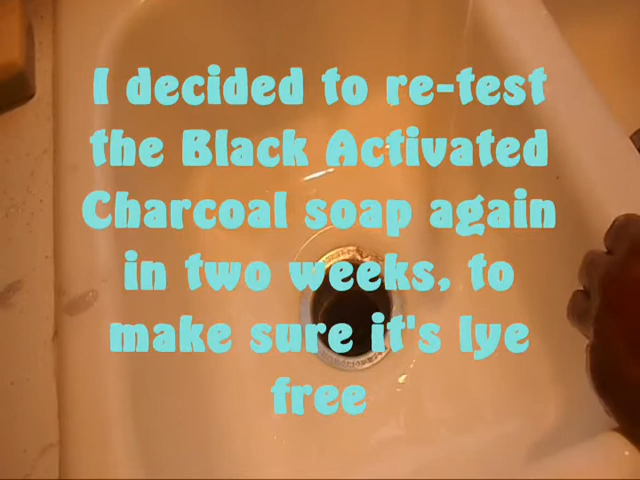 I decided to re-test
the Black Activated
Charcoal soap again
in two weeks, to
make sure it's lye
free